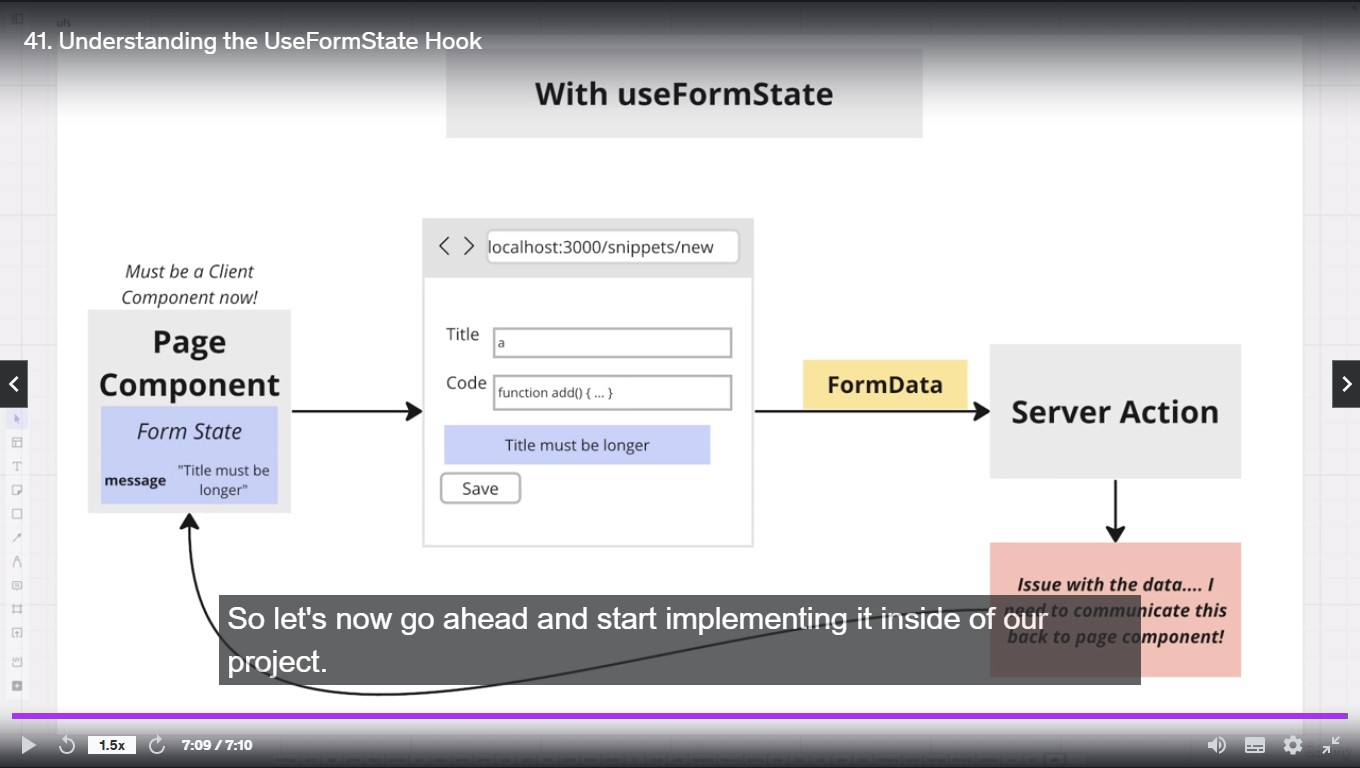 ufs
41. Understanding the UseFormState Hook
With useFormState
localhost:3000/snippets/new
Must be a Client
Component now!
Page
Component
Form State
message
"Title must be
longer"
Title
a
Code
function add() { ... }
Title must be longer
Save
FormData
Server Action
Issue with the data.... I
need to communicate this
back to page component!
So let's now go ahead and start implementing it inside of our
project.
1.5x
7:09 / 7:10